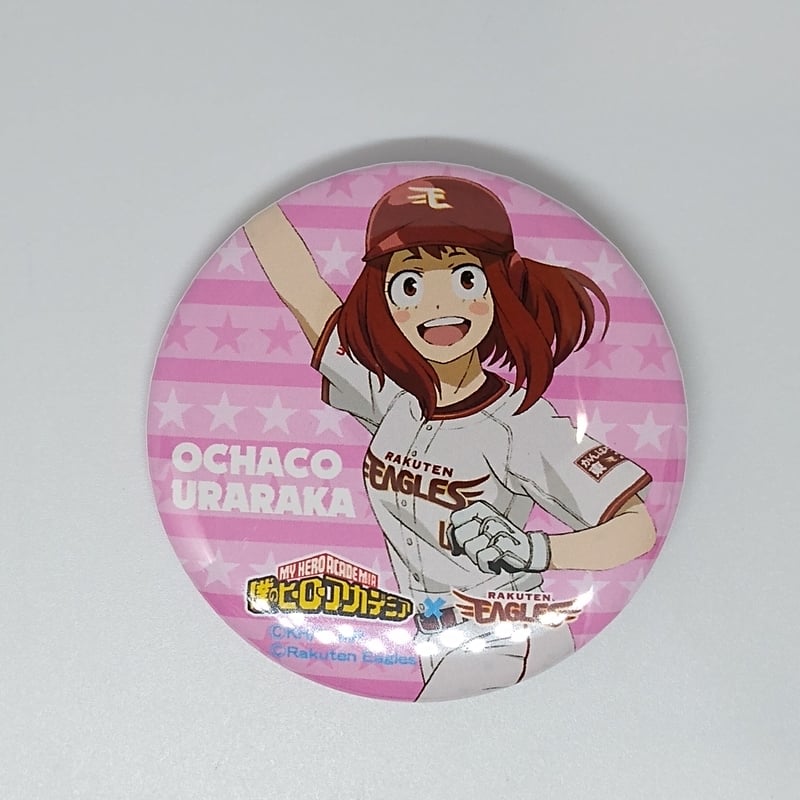 RAKUTEN
EAGLES
OCHACO
URARAKA
MY HERO ACADEMIA
僕のヒーローアカデミア
×
RAKUTEN
EAGLES
©Rakuten Eagles